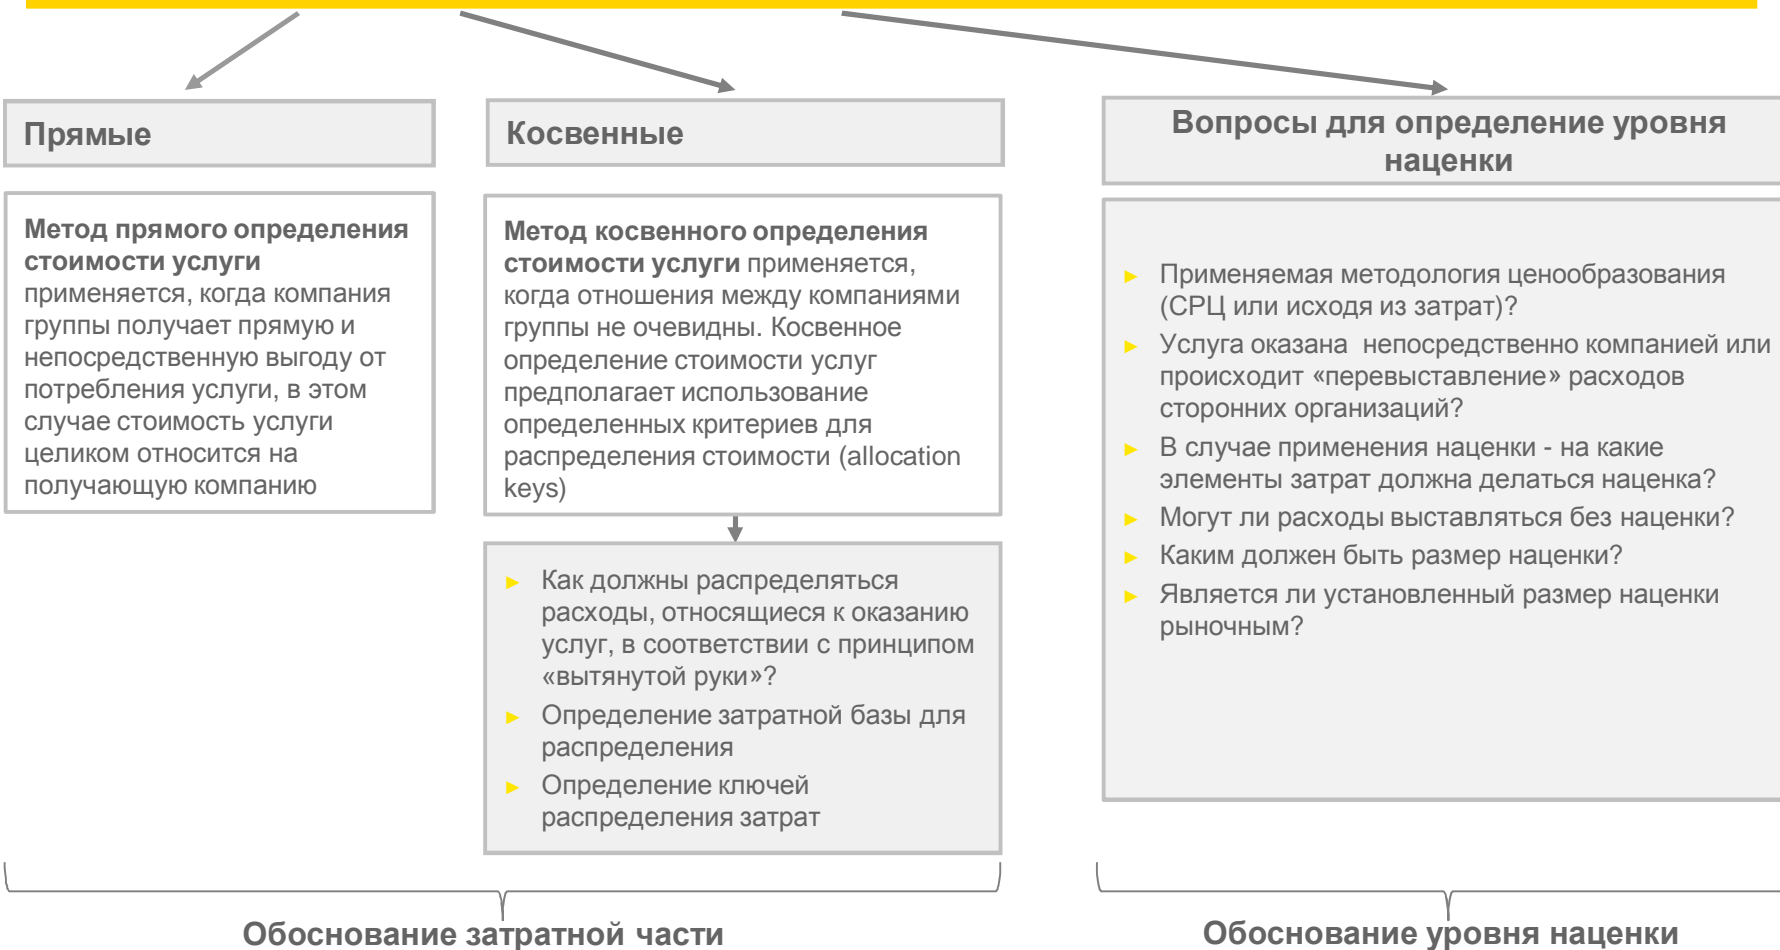 Прямые
Метод прямого определения
стоимости услуги
применяется, когда компания
группы получает прямую и
непосредственную выгоду от
потребления услуги, в этом
случае стоимость услуги
целиком относится на
получающую компанию
Косвенные
Метод косвенного определения
стоимости услуги применяется,
когда отношения между компаниями
группы не очевидны. Косвенное
определение стоимости услуг
предполагает использование
определенных критериев для
распределения стоимости (allocation
keys)
► Как должны распределяться
расходы, относящиеся к оказанию
услуг, в соответствии с принципом
«вытянутой руки»?
► Определение затратной базы для
распределения
► Определение ключей
распределения затрат
Обоснование затратной части
Вопросы для определение уровня
наценки
► Применяемая методология ценообразования
(СРЦ или исходя из затрат)?
► Услуга оказана непосредственно компанией или
происходит «перевыставление» расходов
сторонних организаций?
► В случае применения наценки - на какие
элементы затрат должна делаться наценка?
► Могут ли расходы выставляться без наценки?
► Каким должен быть размер наценки?
► Является ли установленный размер наценки
рыночным?
Обоснование уровня наценки